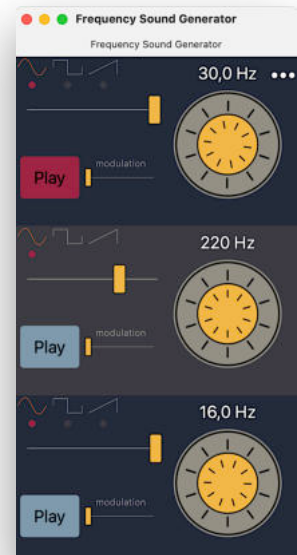 Frequency Sound Generator
Frequency Sound Generator
30,0 Hz
modulation
Play
220 Hz
modulation
Play
16,0 Hz
modulation
Play